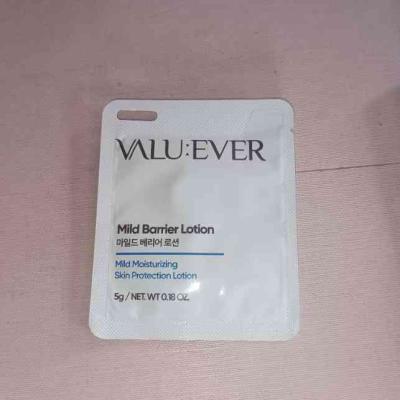 VALU:EVER
Mild Barrier Lotion
마일드 베리어 로션
Mild Moisturizing
Skin Protection Lotion
5g / NET. WT 0.18 OZ.